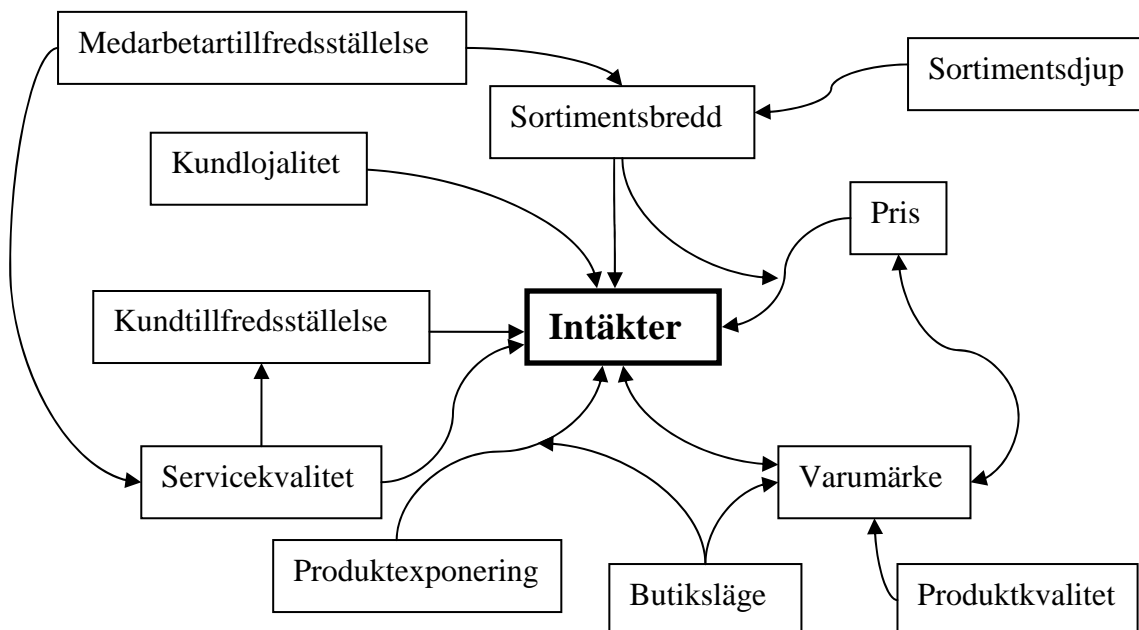 Medarbetartillfredsställelse
Sortimentsdjup
Sortimentsbredd
Kundlojalitet
Pris
Kundtillfredsställelse
Intäkter
Servicekvalitet
Varumärke
Produktexponering
Butiksläge
Produktkvalitet